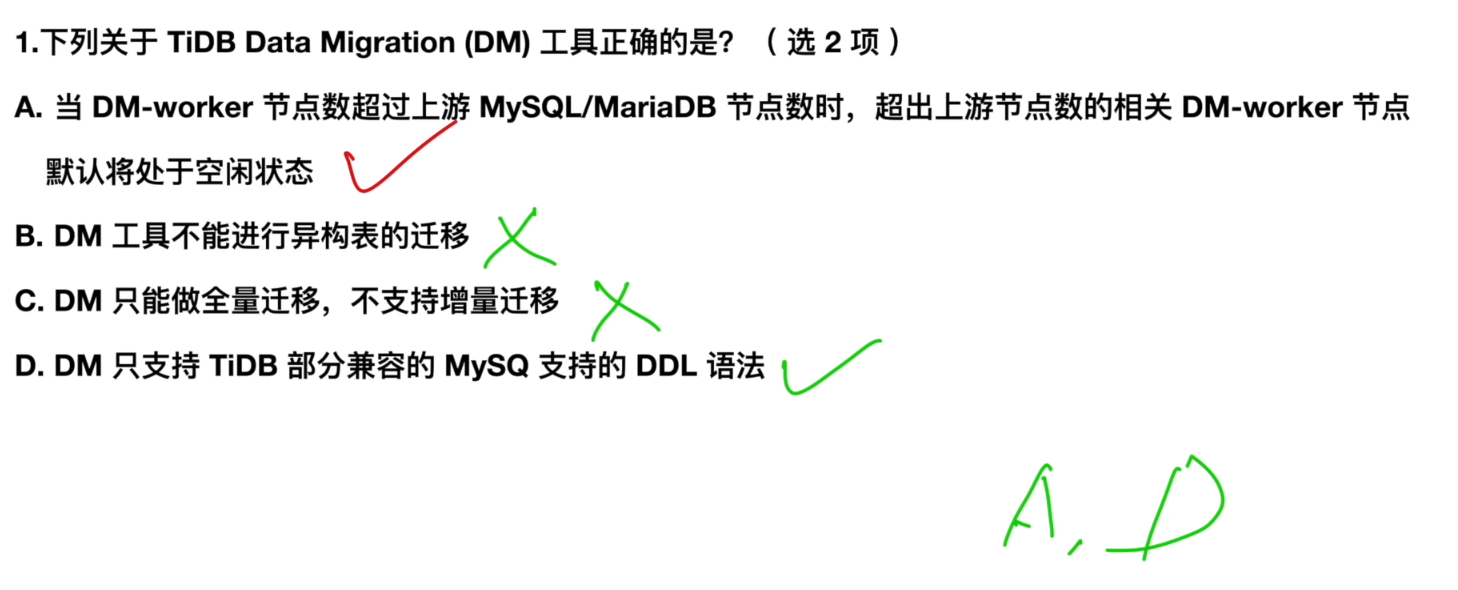 1.下列关于 TiDB Data Migration (DM) 工具正确的是？（ 选 2 项 ）
A. 当 DM-worker 节点数超过上游 MySQL/MariaDB 节点数时，超出上游节点数的相关 DM-worker 节点
默认将处于空闲状态
B. DM 工具不能进行异构表的迁移
C. DM 只能做全量迁移，不支持增量迁移
D. DM 只支持 TiDB 部分兼容的 MySQ 支持的 DDL 语法
A, D